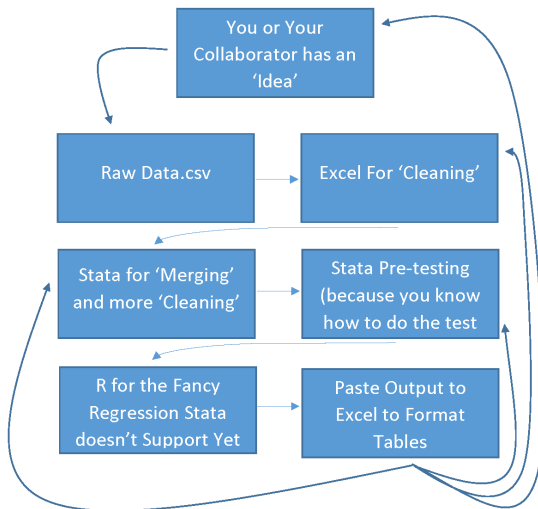 You or Your
Collaborator has an
‘Idea’
Raw Data.csv
Excel For ‘Cleaning’
Stata for ‘Merging’
and more ‘Cleaning’
Stata Pre-testing
(because you know
how to do the test
R for the Fancy
Regression Stata
doesn’t Support Yet
Paste Output to
Excel to Format
Tables